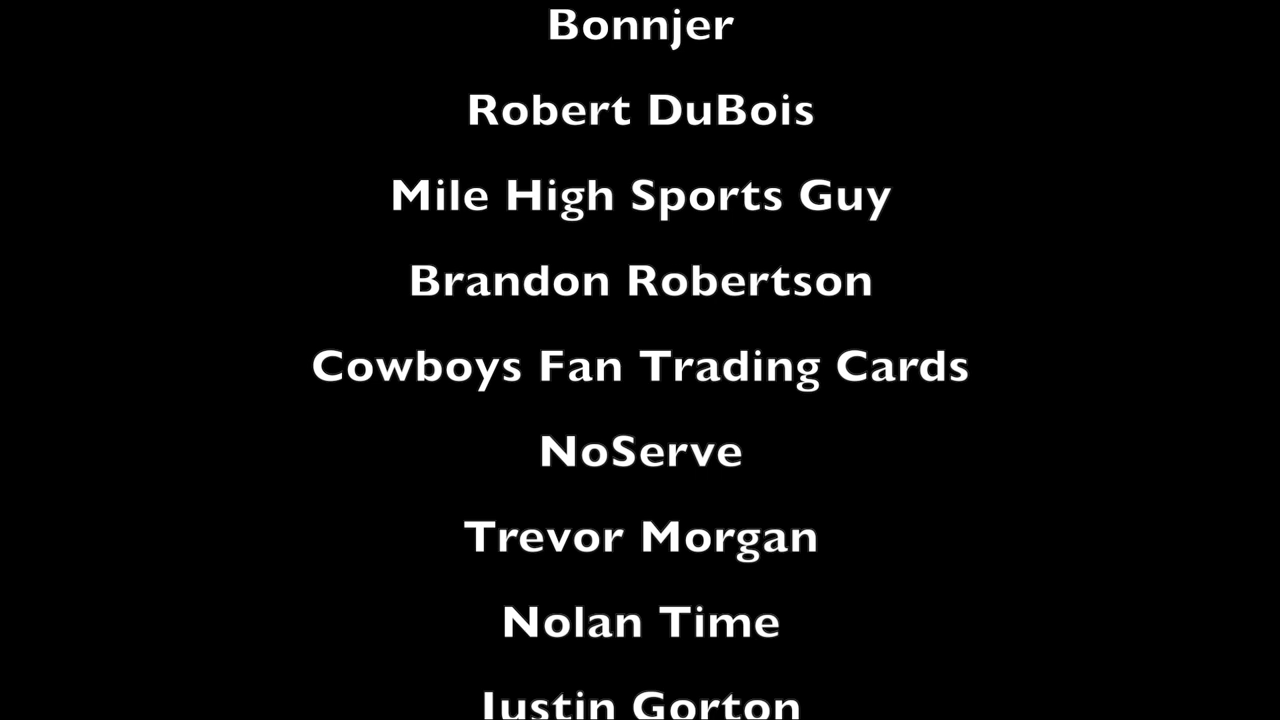 Bonnjer
Robert DuBois
Mile High Sports Guy
Brandon Robertson
Cowboys Fan Trading Cards
NoServe
Trevor Morgan
Nolan Time
Justin Gorton